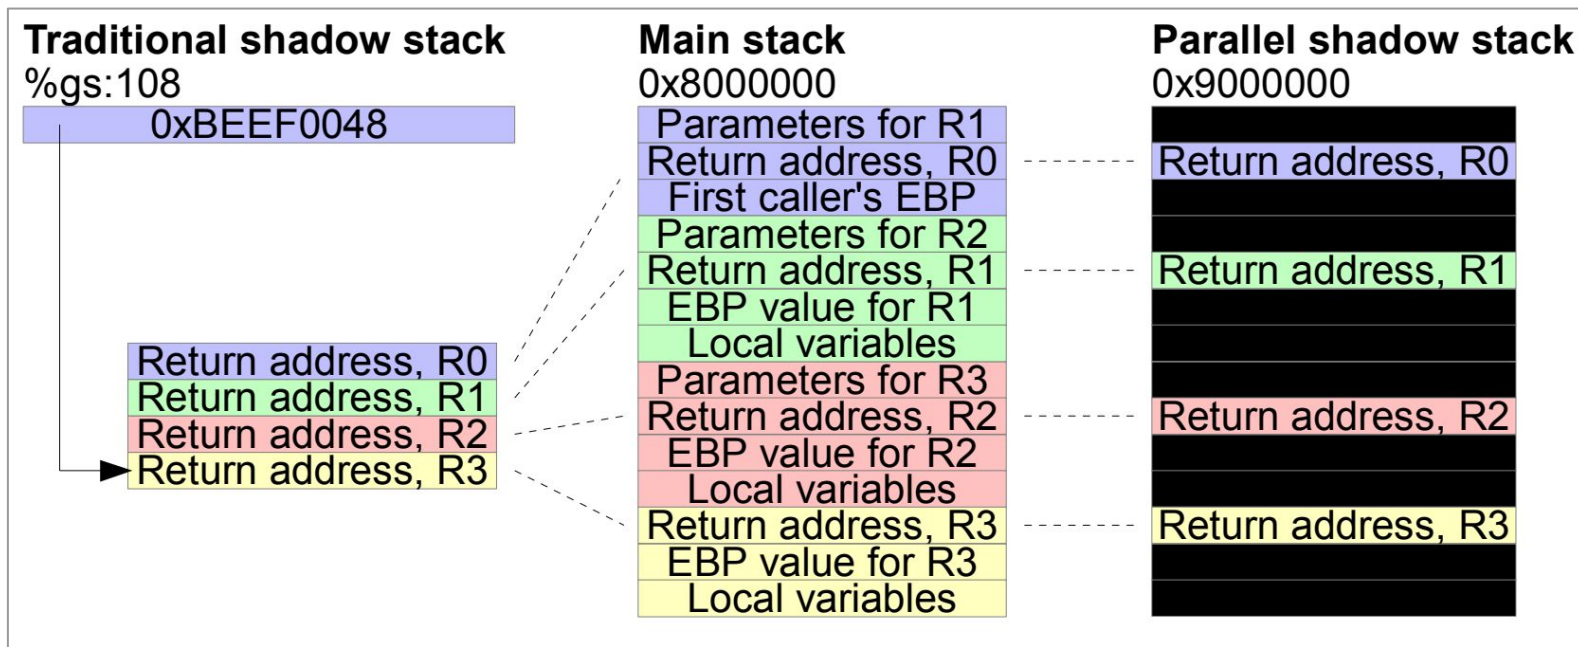 Traditional shadow stack
%gs:108
0xBEEF0048
Return address, R0
Return address, R1
Return address, R2
Return address, R3
Main stack
0x8000000
Parameters for R1
Return address, R0
First caller's EBP
Parameters for R2
Return address, R1
EBP value for R1
Local variables
Parameters for R3
Return address, R2
EBP value for R2
Local variables
Return address, R3
EBP value for R3
Local variables
Parallel shadow stack
0x9000000
Return address, R0
Return address, R1
Return address, R2
Return address, R3